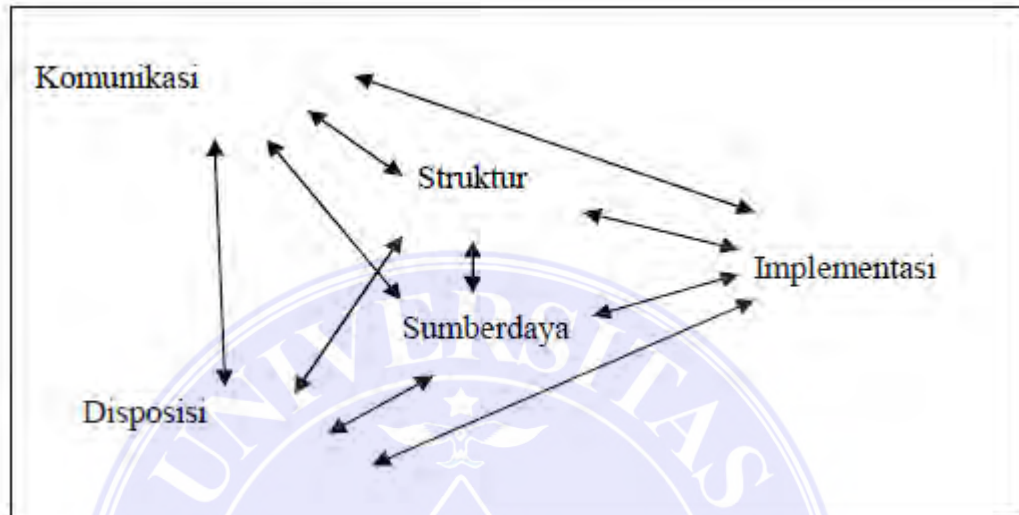 Komunikasi
Struktur
Implementasi
Sumberdaya
Disposisi
UNIVERSITAS